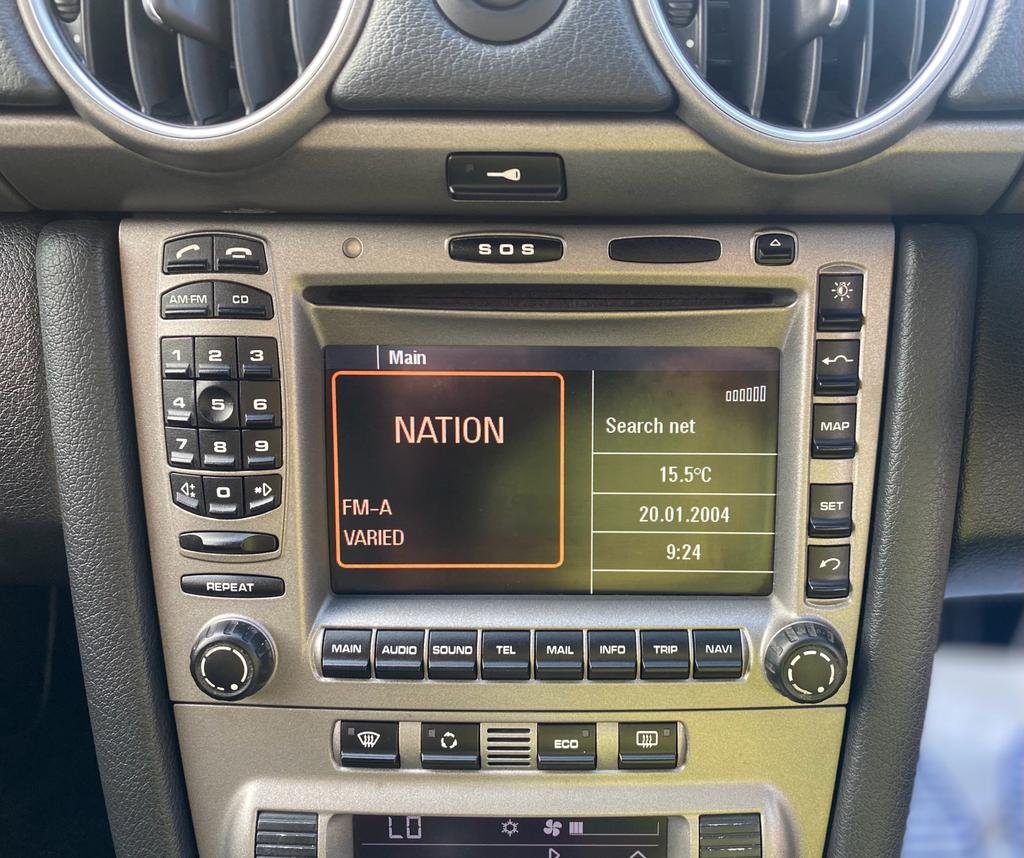 SOS
AM·FM CD
1 2 3
4 5 6
7 8 9
0
REPEAT
Main
NATION
FM-A
VARIED
Search net
15.5°C
20.01.2004
9:24
MAP
SET
MAIN AUDIO SOUND TEL MAIL INFO TRIP NAVI
ECO
LO